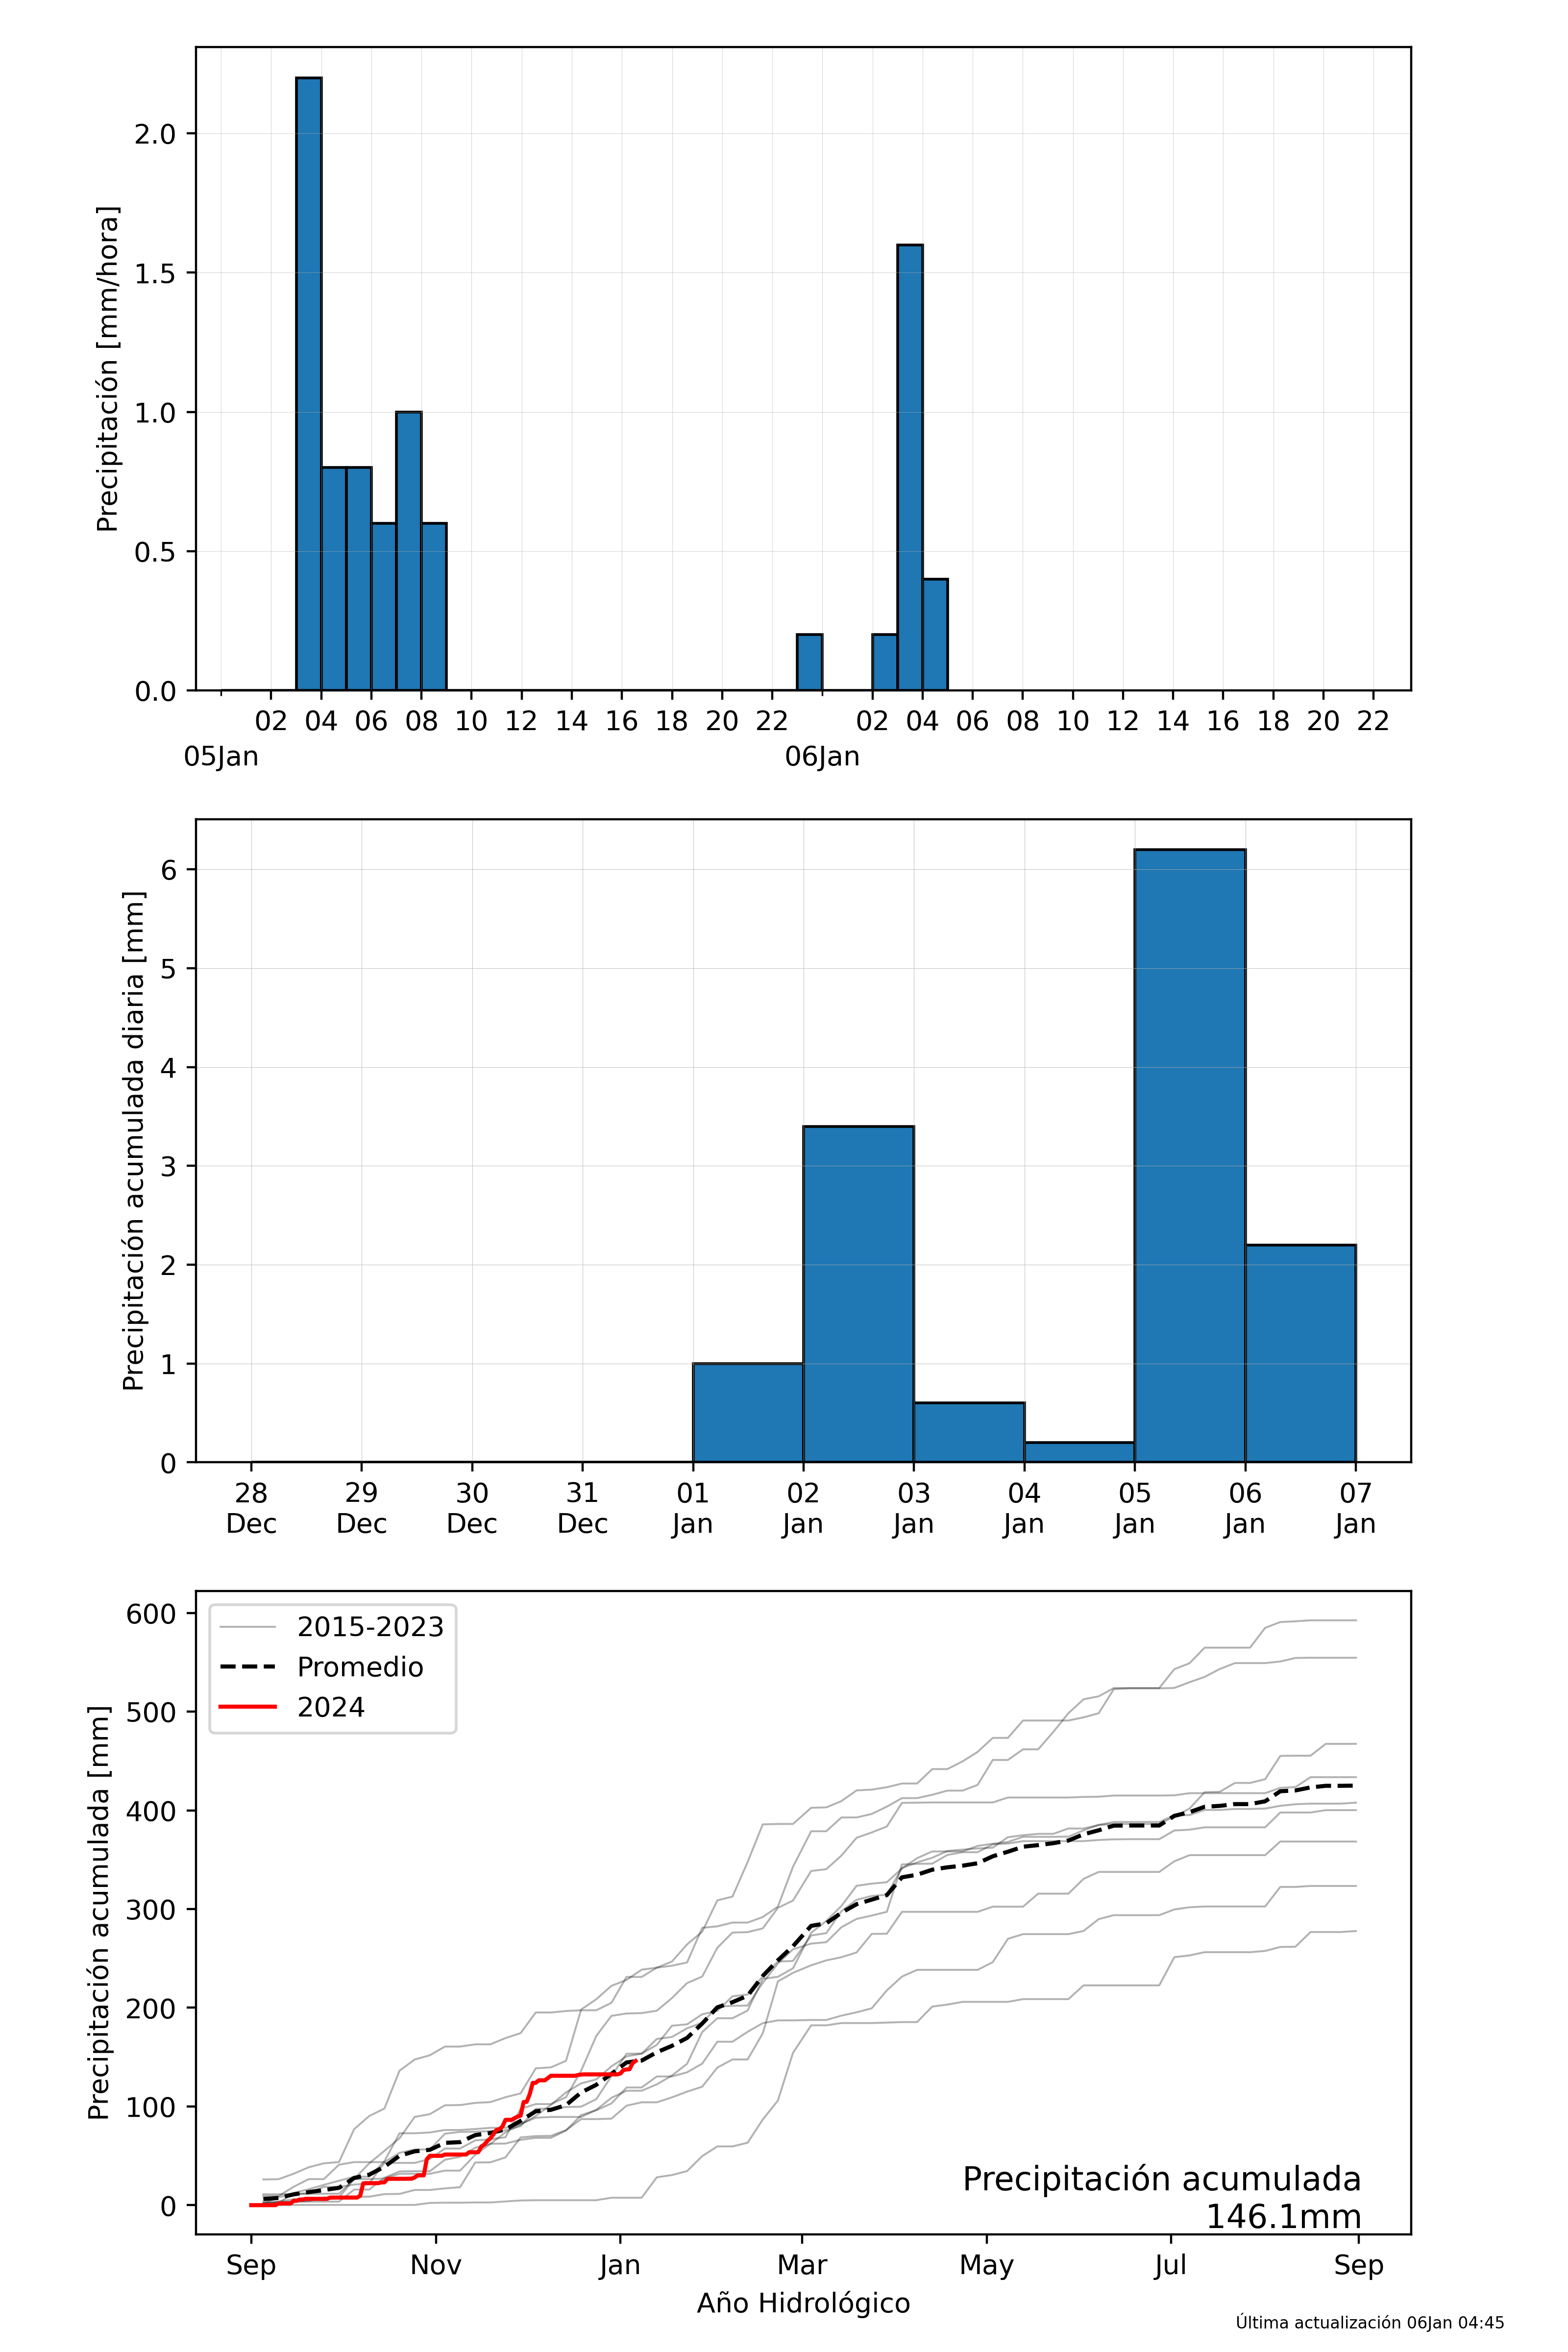 Precipitación [mm/hora]
2.0
1.5
1.0
0.5
0.0
02 04 06 08 10 12 14 16 18 20 22 02 04 06 08 10 12 14 16 18 20 22
05Jan 06Jan
Precipitación acumulada diaria [mm]
6
5
4
3
2
1
0
28 29 30 31 01 02 03 04 05 06 07
Dec Dec Dec Dec Jan Jan Jan Jan Jan Jan Jan
Precipitación acumulada [mm]
600
500
400
300
200
100
0
2015-2023
Promedio
2024
Precipitación acumulada
146.1mm
Sep Nov Jan Mar May Jul Sep
Año Hidrológico
Última actualización 06Jan 04:45